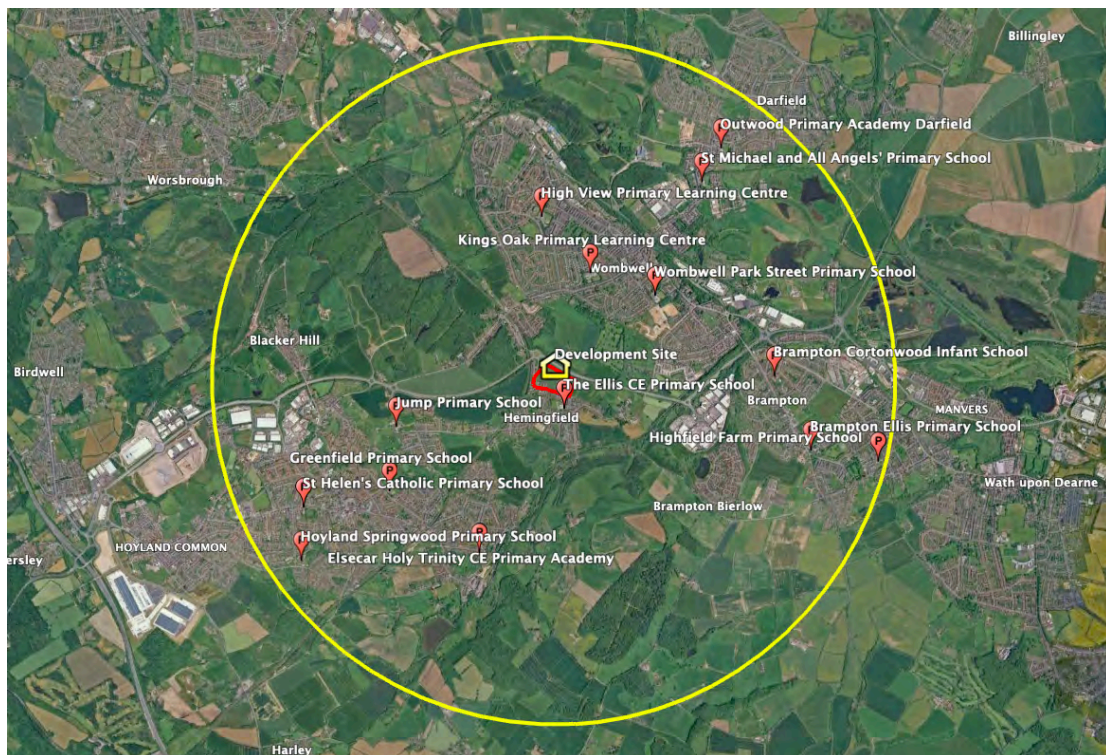 Billingley
Darfield
Outwood Primary Academy Darfield
St Michael and All Angels' Primary School
Worsbrough
High View Primary Learning Centre
Kings Oak Primary Learning Centre
Wombwell
Wombwell Park Street Primary School
Blacker Hill
Development Site
Brampton Cortonwood Infant School
Birdwell
The Ellis CE Primary School
Jump Primary School
Brampton
MANVERS
Hemingfield
Brampton Ellis Primary School
Highfield Farm Primary School
Greenfield Primary School
St Helen's Catholic Primary School
Wath upon Dearne
Brampton Bierlow
Hoyland Springwood Primary School
HOYLAND COMMON
Elsecar Holy Trinity CE Primary Academy
ersley
Harley